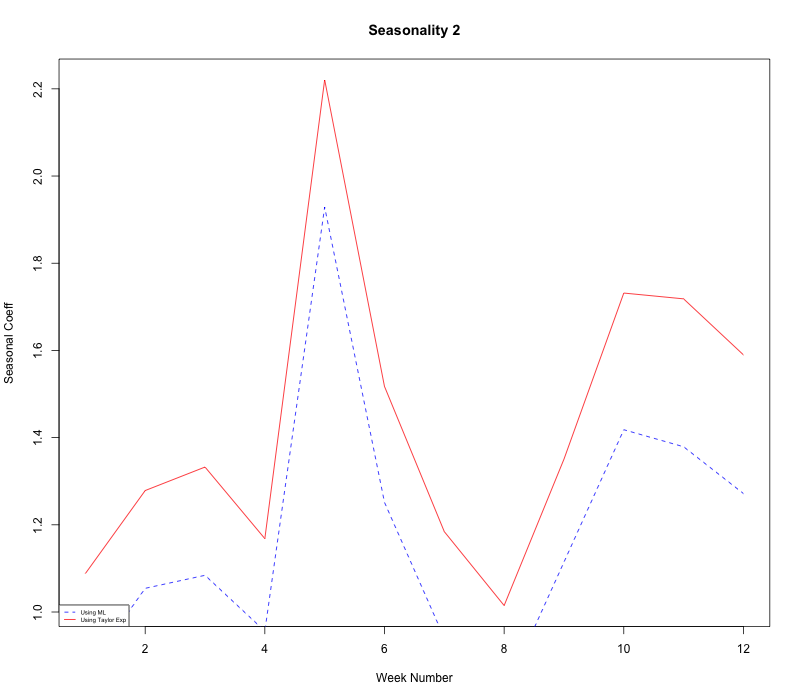 Seasonality 2
Seasonal Coeff
2.2
2.0
1.8
1.6
1.4
1.2
1.0
Using ML
Using Taylor Exp
2 4 6 8 10 12
Week Number